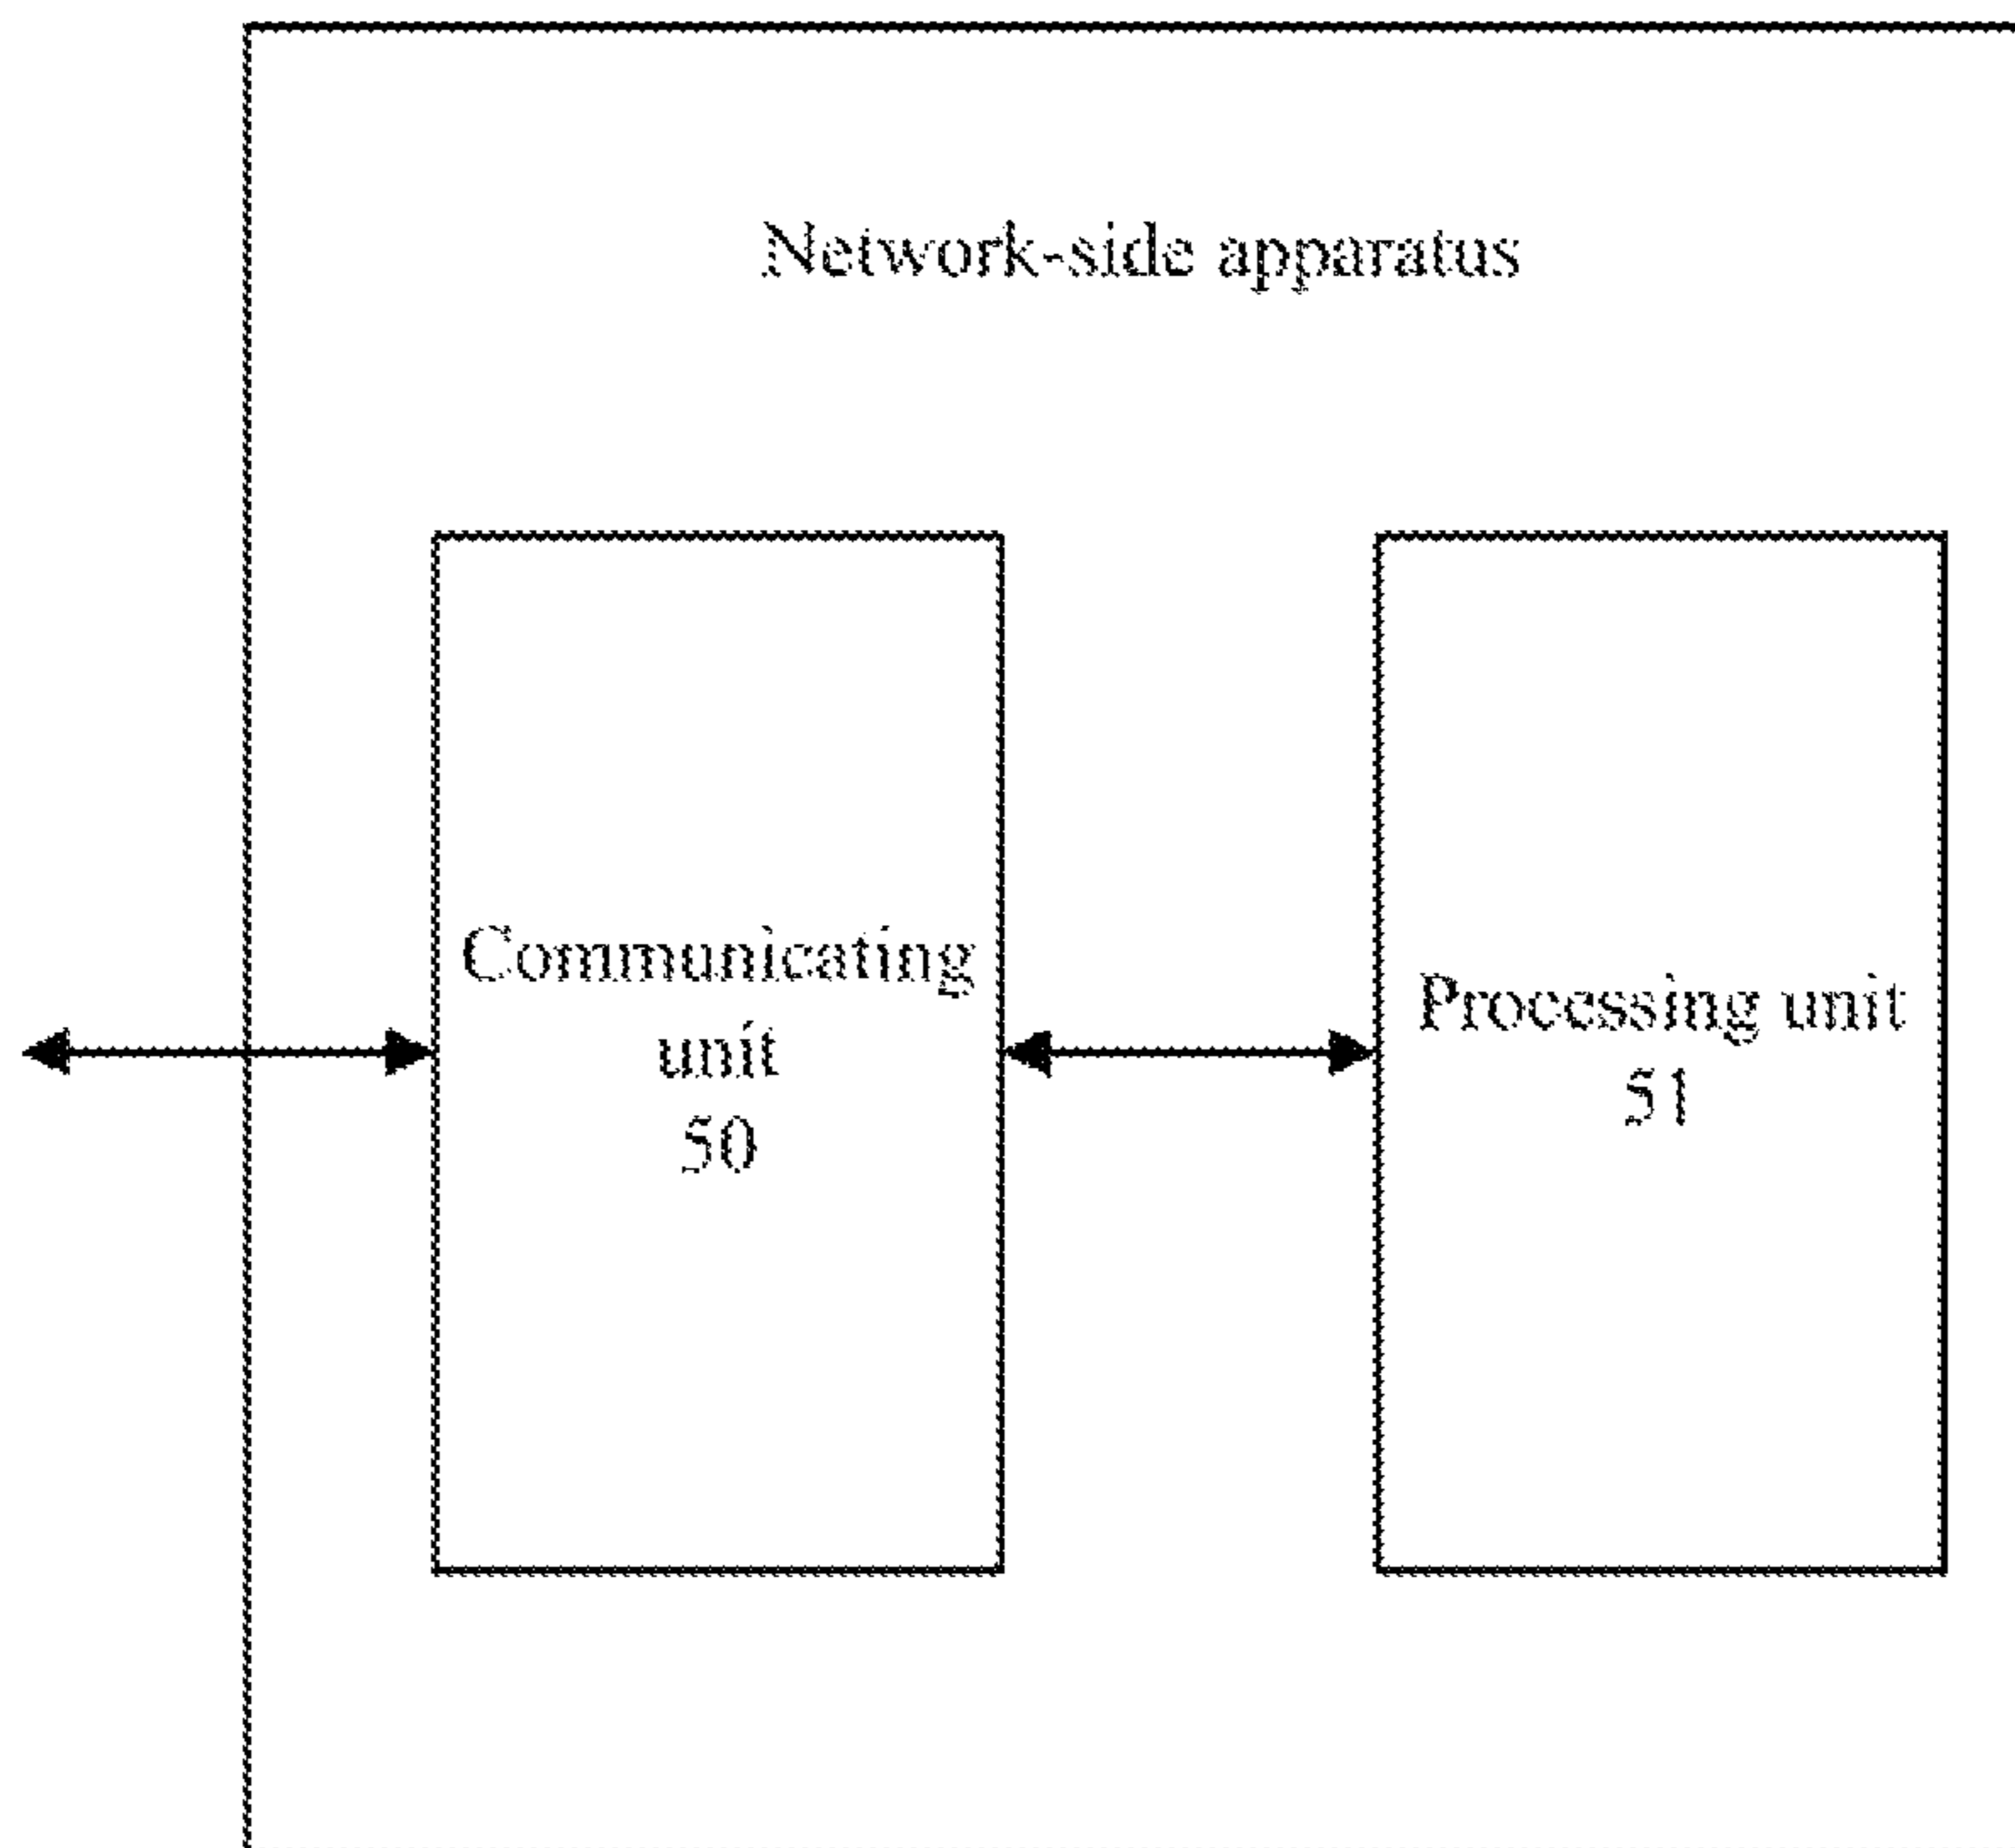 Network-side apparatus
Communicating
unit
50
Processing unit
51